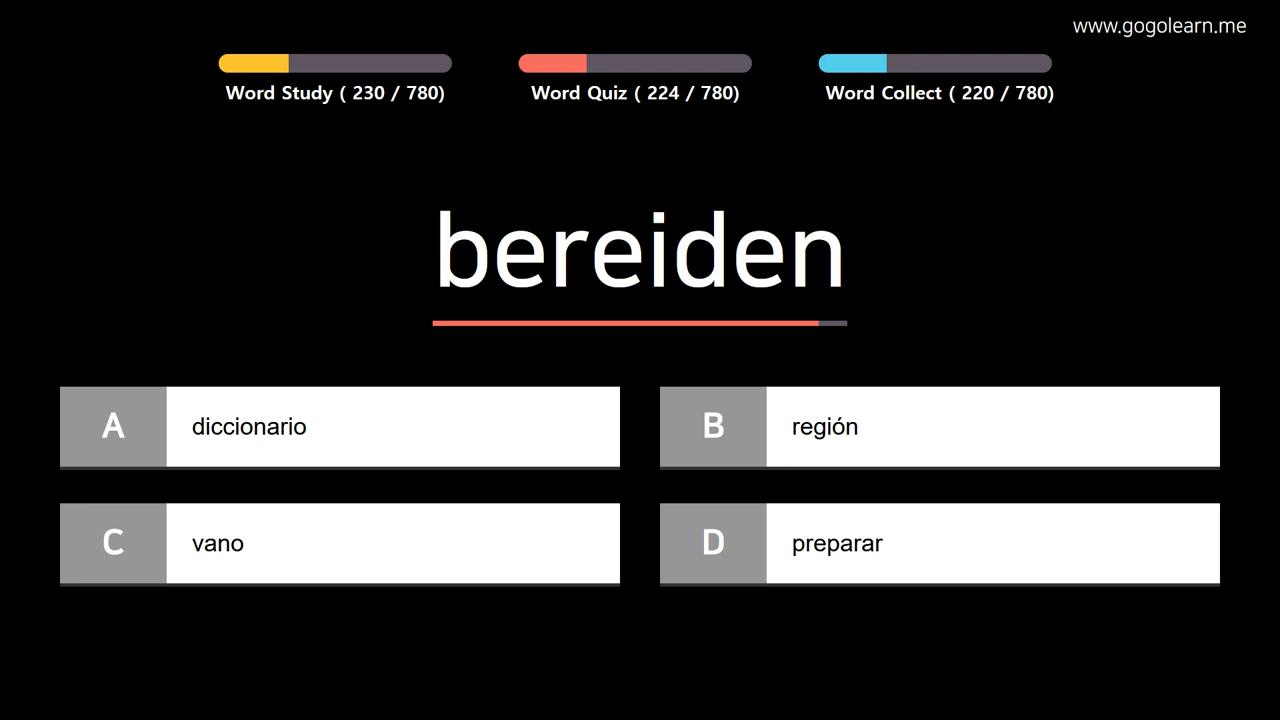 www.gogolearn.me
Word Study ( 230 / 780)
Word Quiz ( 224 / 780)
Word Collect ( 220 / 780)
bereiden
A diccionario
B región
C vano
D preparar